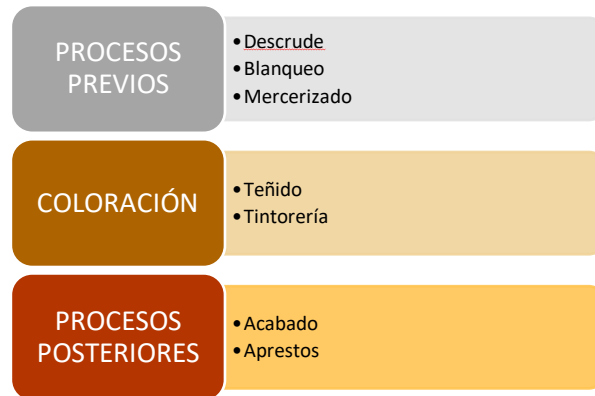 PROCESOS
PREVIOS
• Descrude
• Blanqueo
• Mercerizado
COLORACIÓN
• Teñido
• Tintorería
PROCESOS
POSTERIORES
• Acabado
• Aprestos